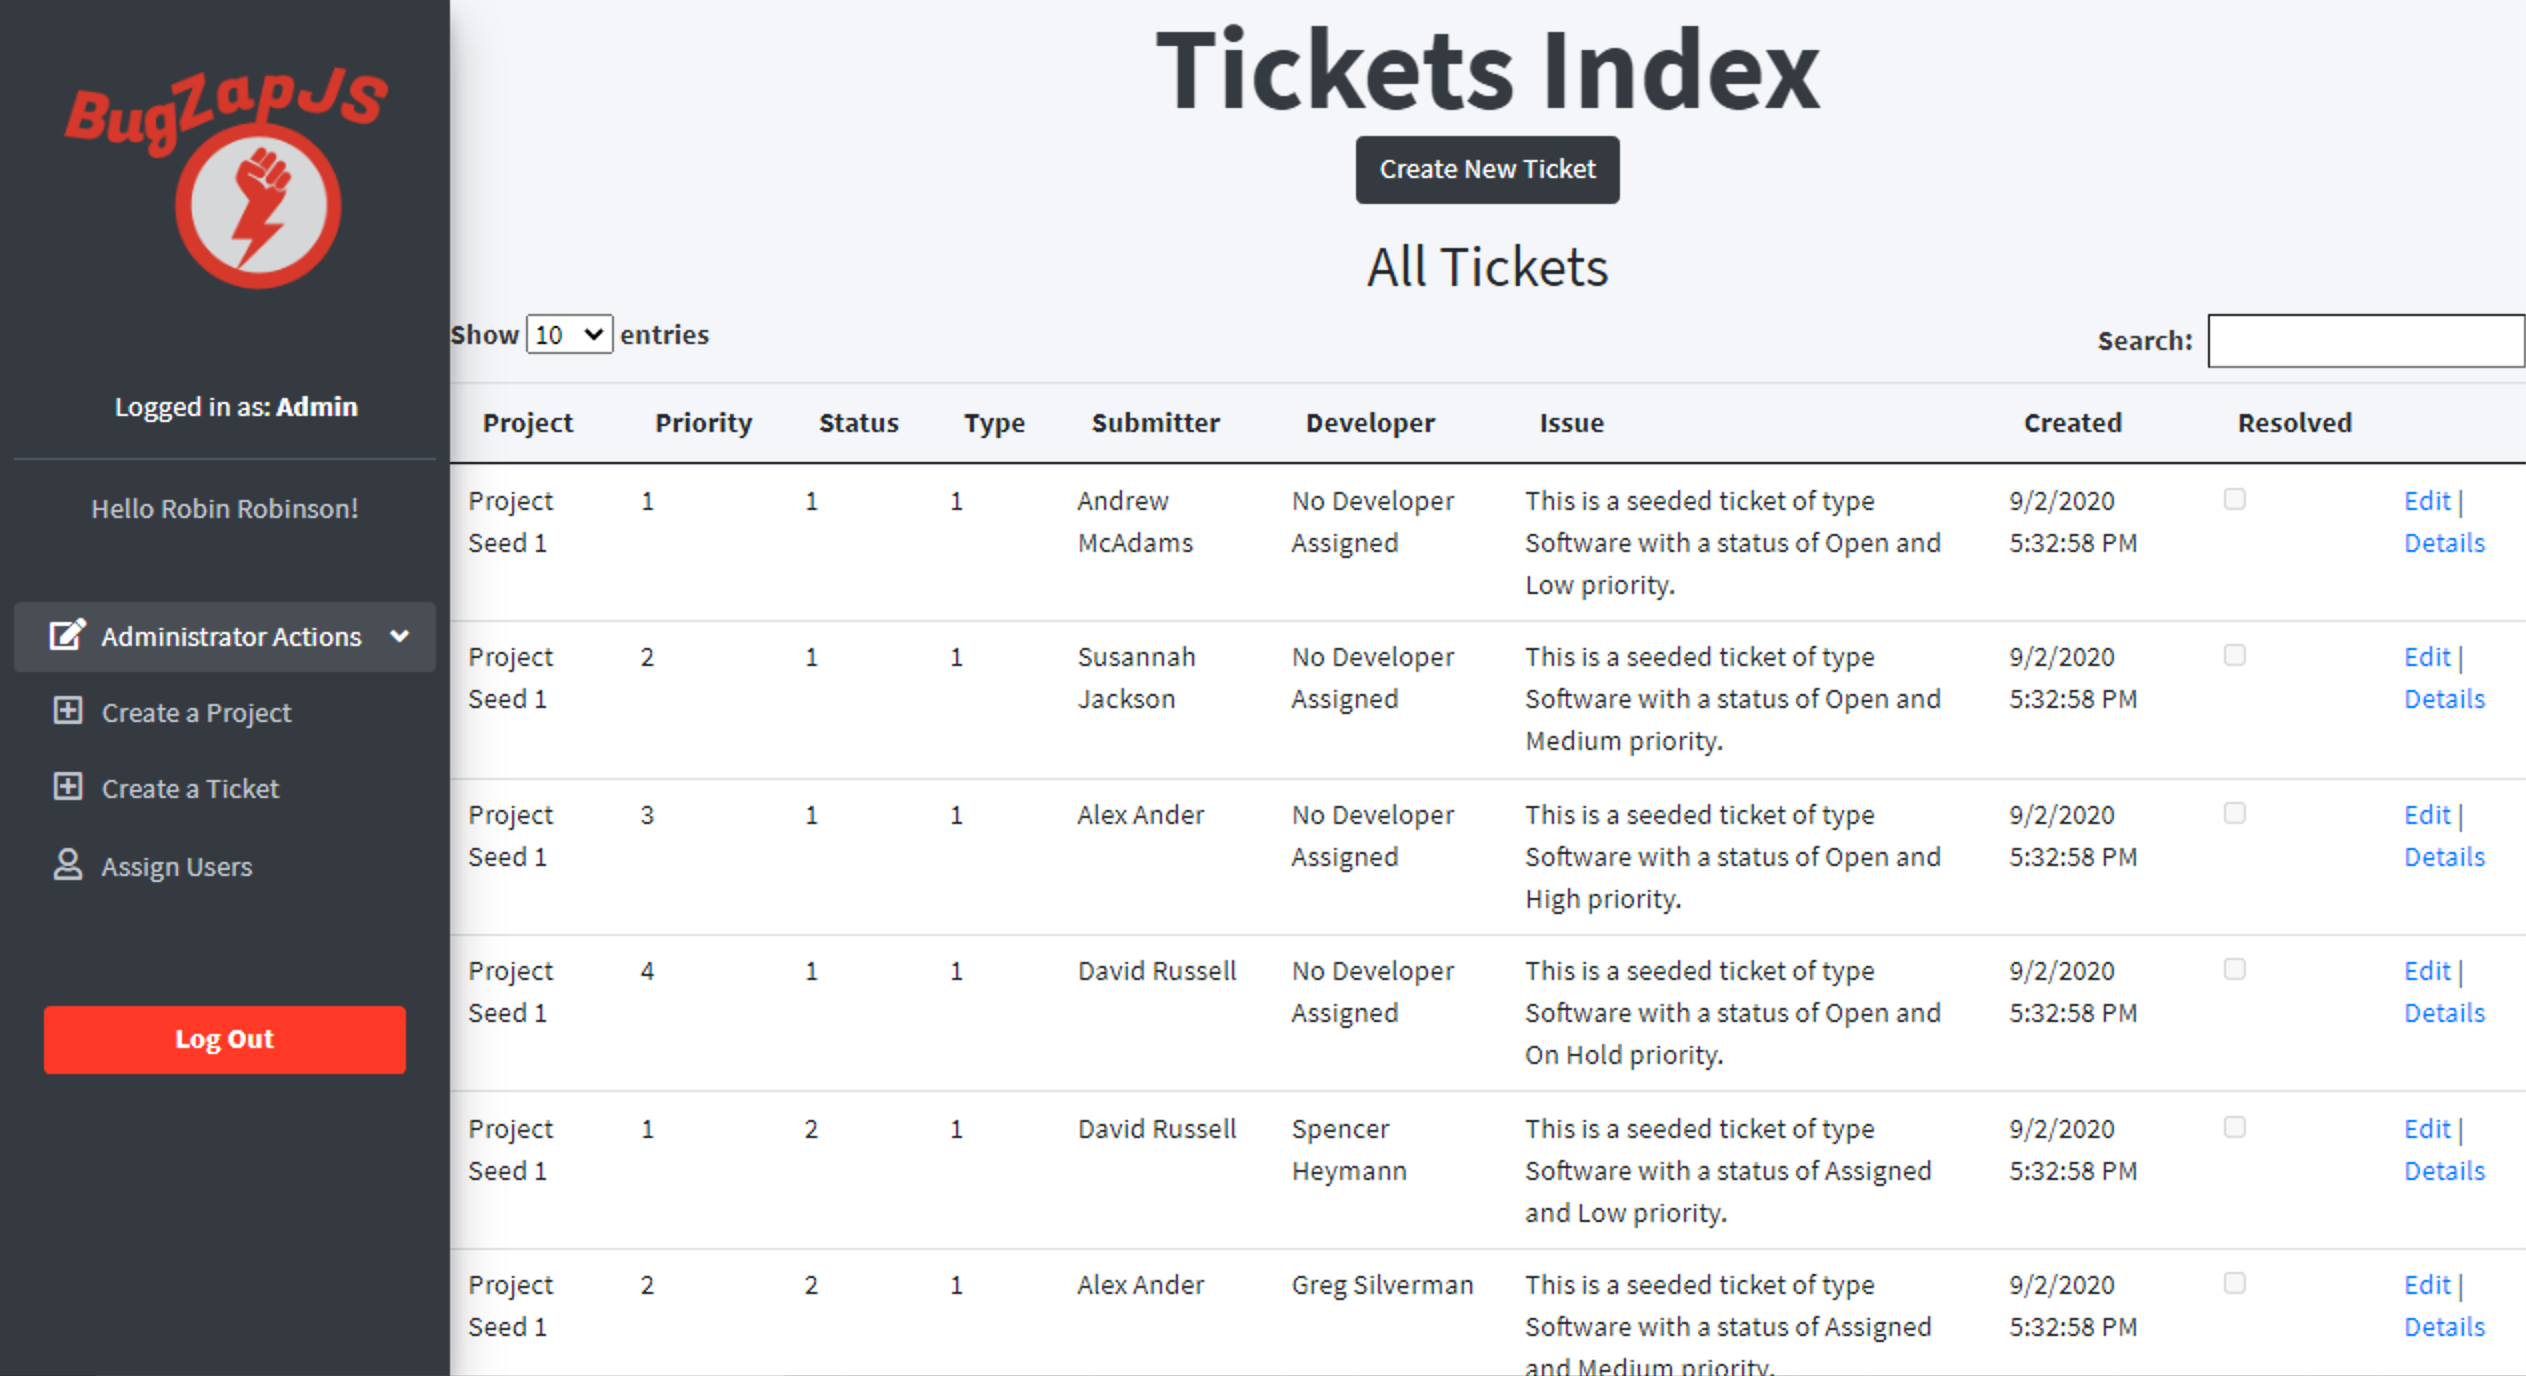 BugZapJS
Logged in as: Admin
Hello Robin Robinson!
Administrator Actions
Create a Project
Create a Ticket
Assign Users
Log Out
Tickets Index
Create New Ticket
All Tickets
Show 10 entries
Search:
Project Priority Status Type Submitter Developer Issue Created Resolved
Project 1 1 1 Andrew No Developer This is a seeded ticket of type 9/2/2020 Edit |
Seed 1 McAdams Assigned Software with a status of Open and 5:32:58 PM Details
Low priority.
Project 2 1 1 Susannah No Developer This is a seeded ticket of type 9/2/2020 Edit |
Seed 1 Jackson Assigned Software with a status of Open and 5:32:58 PM Details
Medium priority.
Project 3 1 1 Alex Ander No Developer This is a seeded ticket of type 9/2/2020 Edit |
Seed 1 Assigned Software with a status of Open and 5:32:58 PM Details
High priority.
Project 4 1 1 David Russell No Developer This is a seeded ticket of type 9/2/2020 Edit |
Seed 1 Assigned Software with a status of Open and 5:32:58 PM Details
On Hold priority.
Project 1 2 1 David Russell Spencer This is a seeded ticket of type 9/2/2020 Edit |
Seed 1 Heymann Software with a status of Assigned 5:32:58 PM Details
and Low priority.
Project 2 2 1 Alex Ander Greg Silverman This is a seeded ticket of type 9/2/2020 Edit |
Seed 1 Software with a status of Assigned 5:32:58 PM Details
and Medium priority.